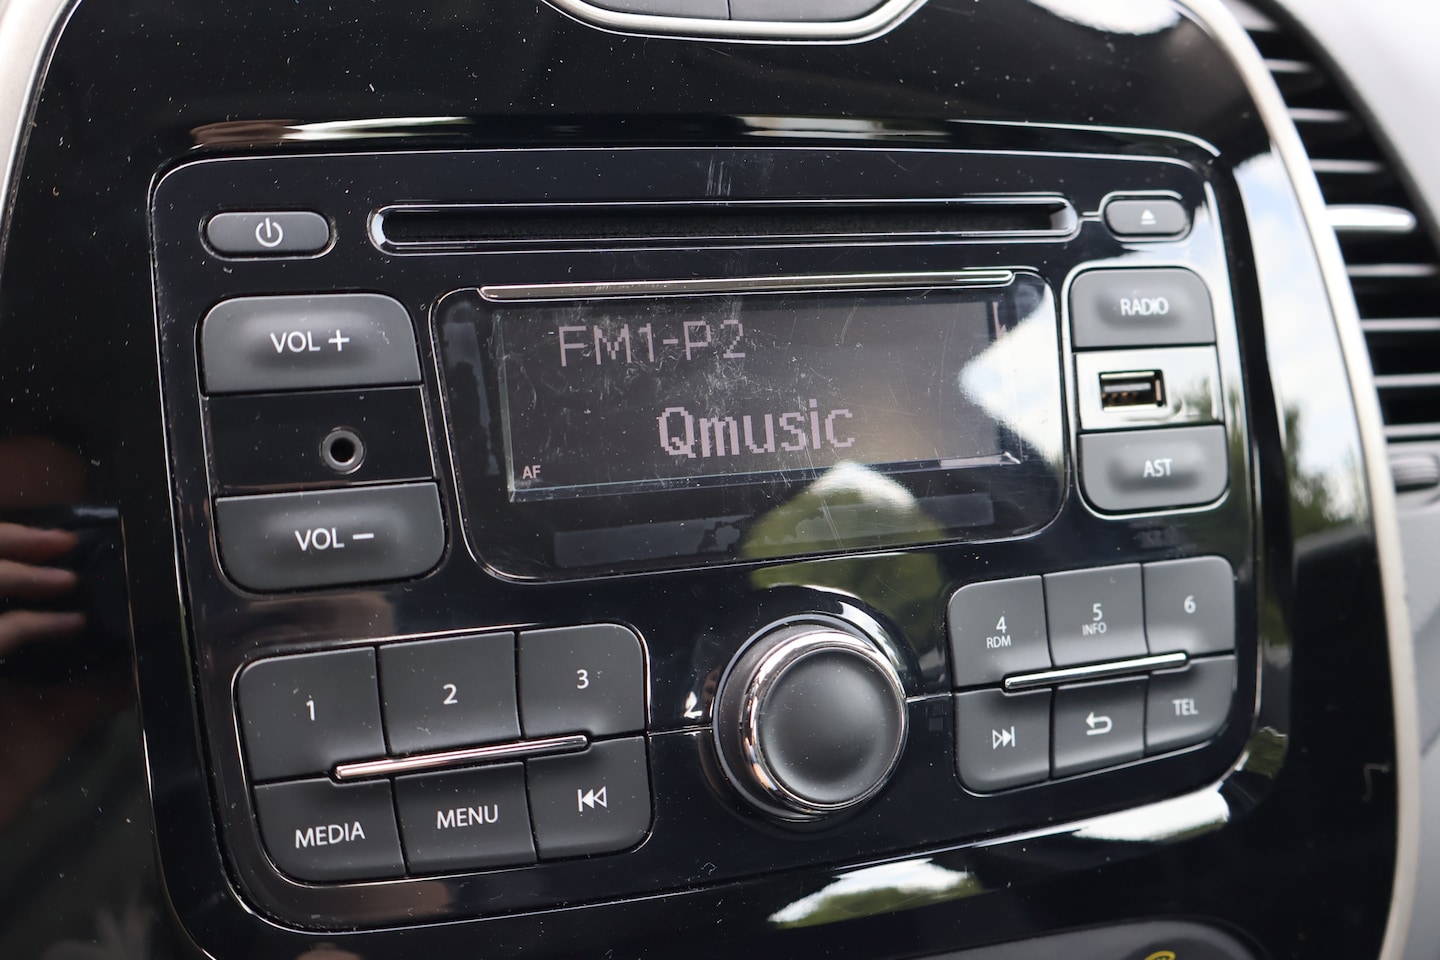 VOL +
FM1-P2
RADIO
Qmusic
AF
AST
VOL –
1
2
3
4
RDM
5
INFO
6
MEDIA
MENU
TEL